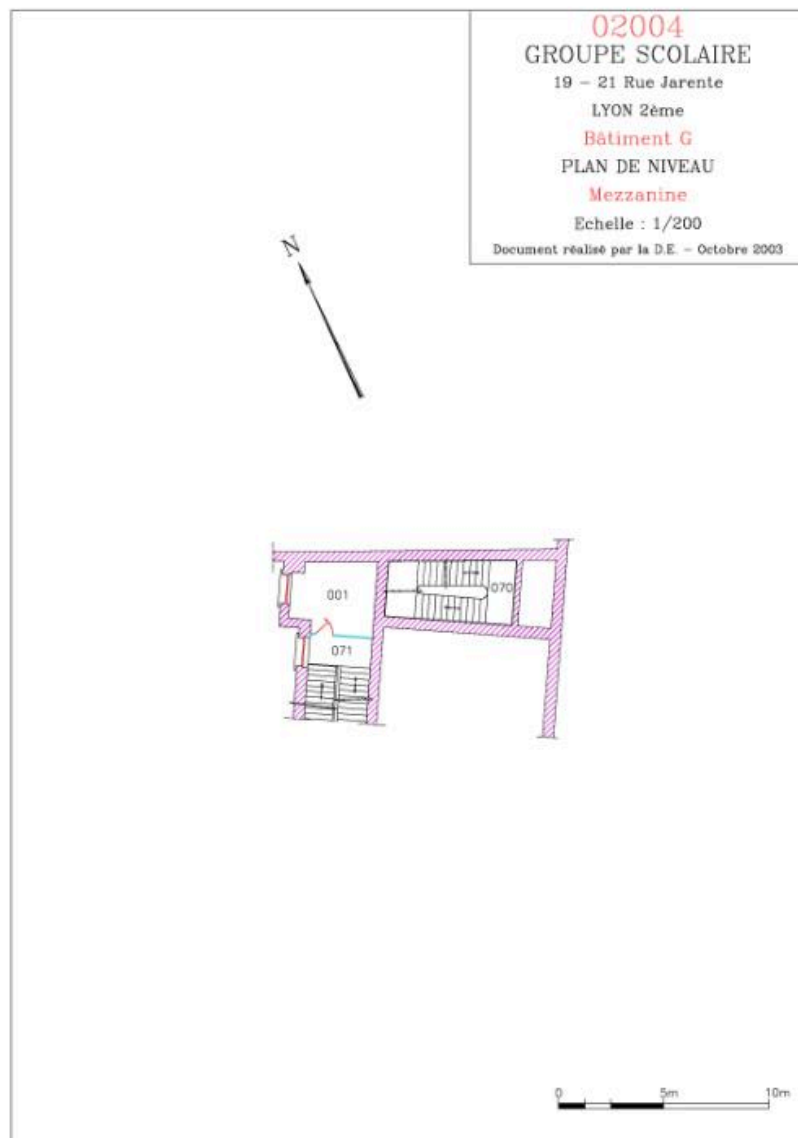 02004
GROUPE SCOLAIRE
19 - 21 Rue Jarente
LYON 2ème
Bâtiment G
PLAN DE NIVEAU
Mezzanine
Echelle : 1/200
Document réalisé par la D.E. - Octobre 2003
N
001
070
071
0 5m 10m